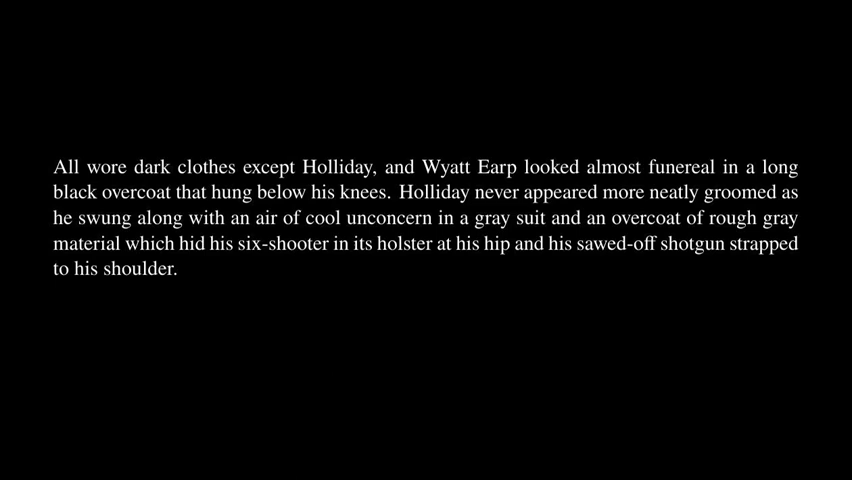 All wore dark clothes except Holliday, and Wyatt Earp looked almost funereal in a long
black overcoat that hung below his knees. Holliday never appeared more neatly groomed as
he swung along with an air of cool unconcern in a gray suit and an overcoat of rough gray
material which hid his six-shooter in its holster at his hip and his sawed-off shotgun strapped
to his shoulder.